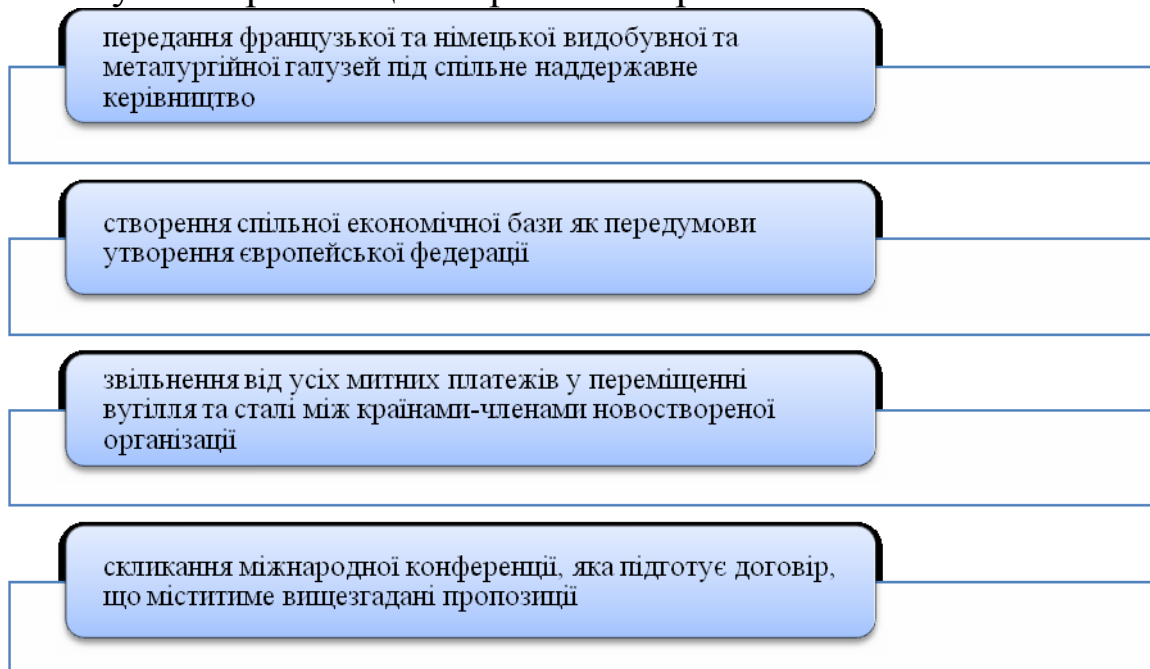 передання французької та німецької видобувної та
металургійної галузей під спільне наддержавне
керівництво
створення спільної економічної бази як передумови
утворення європейської федерації
звільнення від усіх митних платежів у переміщенні
вугілля та сталі між країнами-членами новоствореної
організації
скликання міжнародної конференції, яка підготує договір,
що міститиме вищезгадані пропозиції